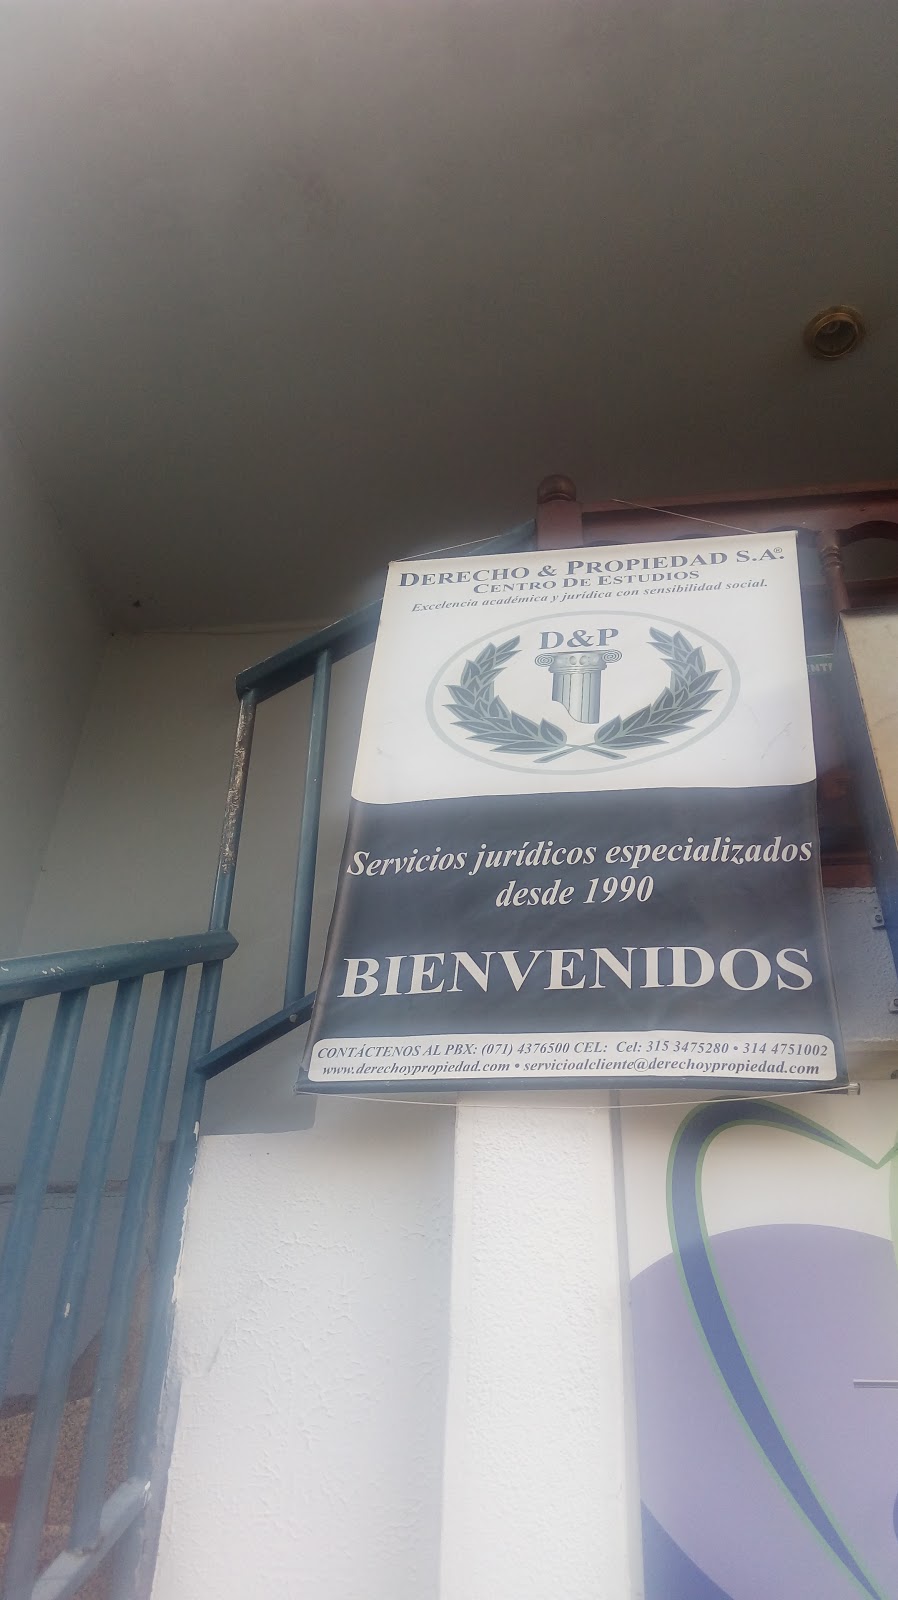 DERECHO & PROPIEDAD S.A.®
CENTRO DE ESTUDIOS
Excelencia académica y jurídica con sensibilidad social.
D&P
Servicios jurídicos especializados
desde 1990
BIENVENIDOS
CONTÁCTENOS AL PBX: (071) 4376500 CEL: Cel: 315 3475280 • 314 4751002
www.derechoypropiedad.com • servicioalcliente@derechoypropiedad.com